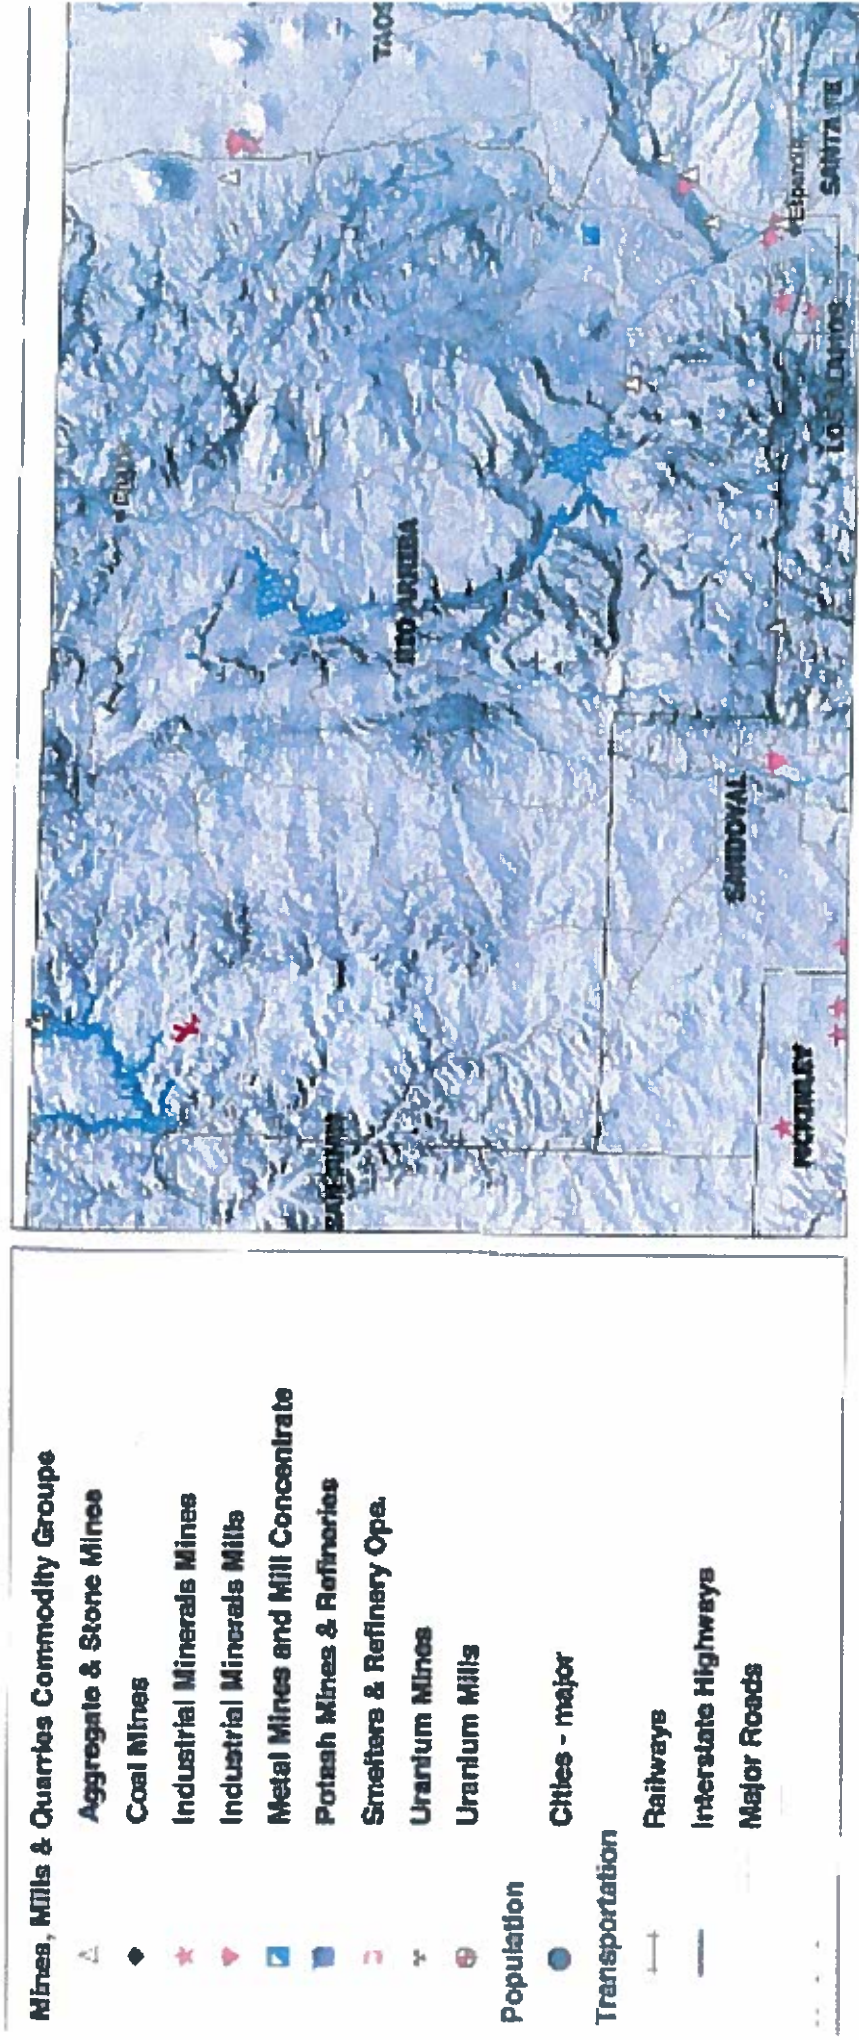 Mines, Mills & Quarries Commodity Groups
Aggregate & Stone Mines
Coal Mines
Industrial Minerals Mines
Industrial Minerals Mills
Metal Mines and Mill Concentrate
Potash Mines & Refineries
Smelters & Refinery Ops.
Uranium Mines
Uranium Mills
Population
Cities - major
Transportation
Railways
Interstate Highways
Major Roads
TAOS
RIO ARRIBA
SAN JUAN
SANDOVAL
MCKINLEY
LOS ALAMOS
Espanola
SANTA FE